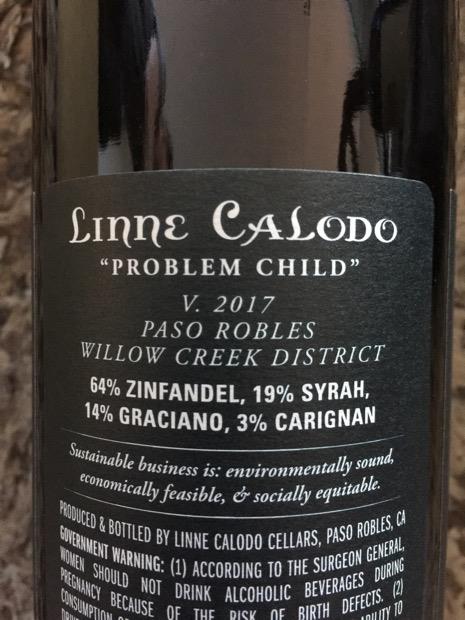 Linne Calodo
"PROBLEM CHILD"
V. 2017
PASO ROBLES
WILLOW CREEK DISTRICT
64% ZINFANDEL, 19% SYRAH,
14% GRACIANO, 3% CARIGNAN
Sustainable business is: environmentally sound,
economically feasible, & socially equitable.
PRODUCED & BOTTLED BY LINNE CALODO CELLARS, PASO ROBLES, CA
GOVERNMENT WARNING: (1) ACCORDING TO THE SURGEON GENERAL,
WOMEN SHOULD NOT DRINK ALCOHOLIC BEVERAGES DURING
PREGNANCY BECAUSE OF THE RISK OF BIRTH DEFECTS. (2)
CONSUMPTION